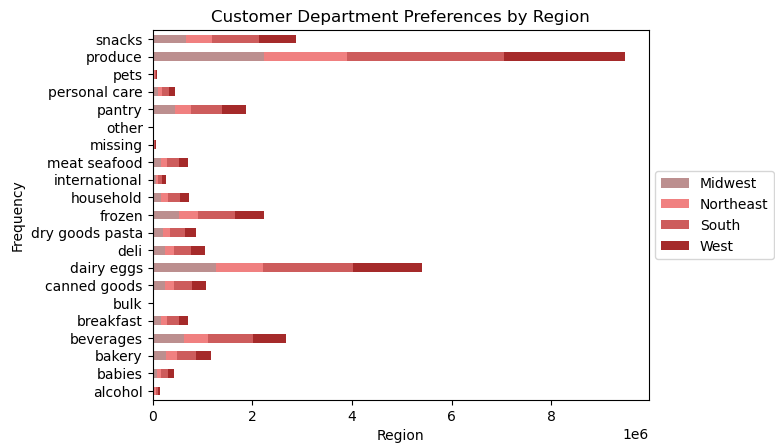 Customer Department Preferences by Region
snacks
produce
pets
personal care
pantry
other
missing
meat seafood
international
household
frozen
dry goods pasta
deli
dairy eggs
canned goods
bulk
breakfast
beverages
bakery
babies
alcohol
Frequency
0 2 4 6 8
1e6
Region
Midwest
Northeast
South
West